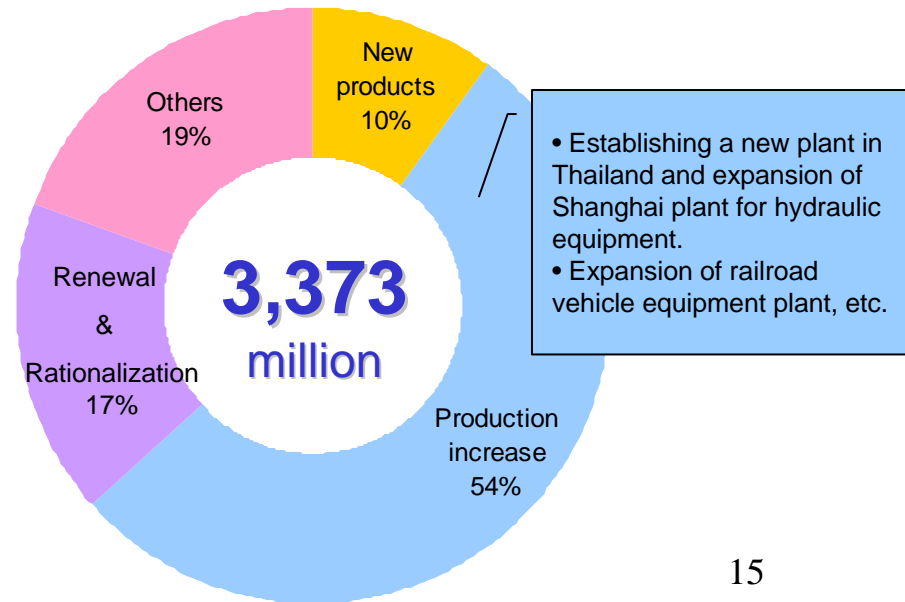 New
products
10%
Others
19%
• Establishing a new plant in
Thailand and expansion of
Shanghai plant for hydraulic
equipment.
• Expansion of railroad
vehicle equipment plant, etc.
3,373
million
Renewal
&
Rationalization
17%
Production
increase
54%
15